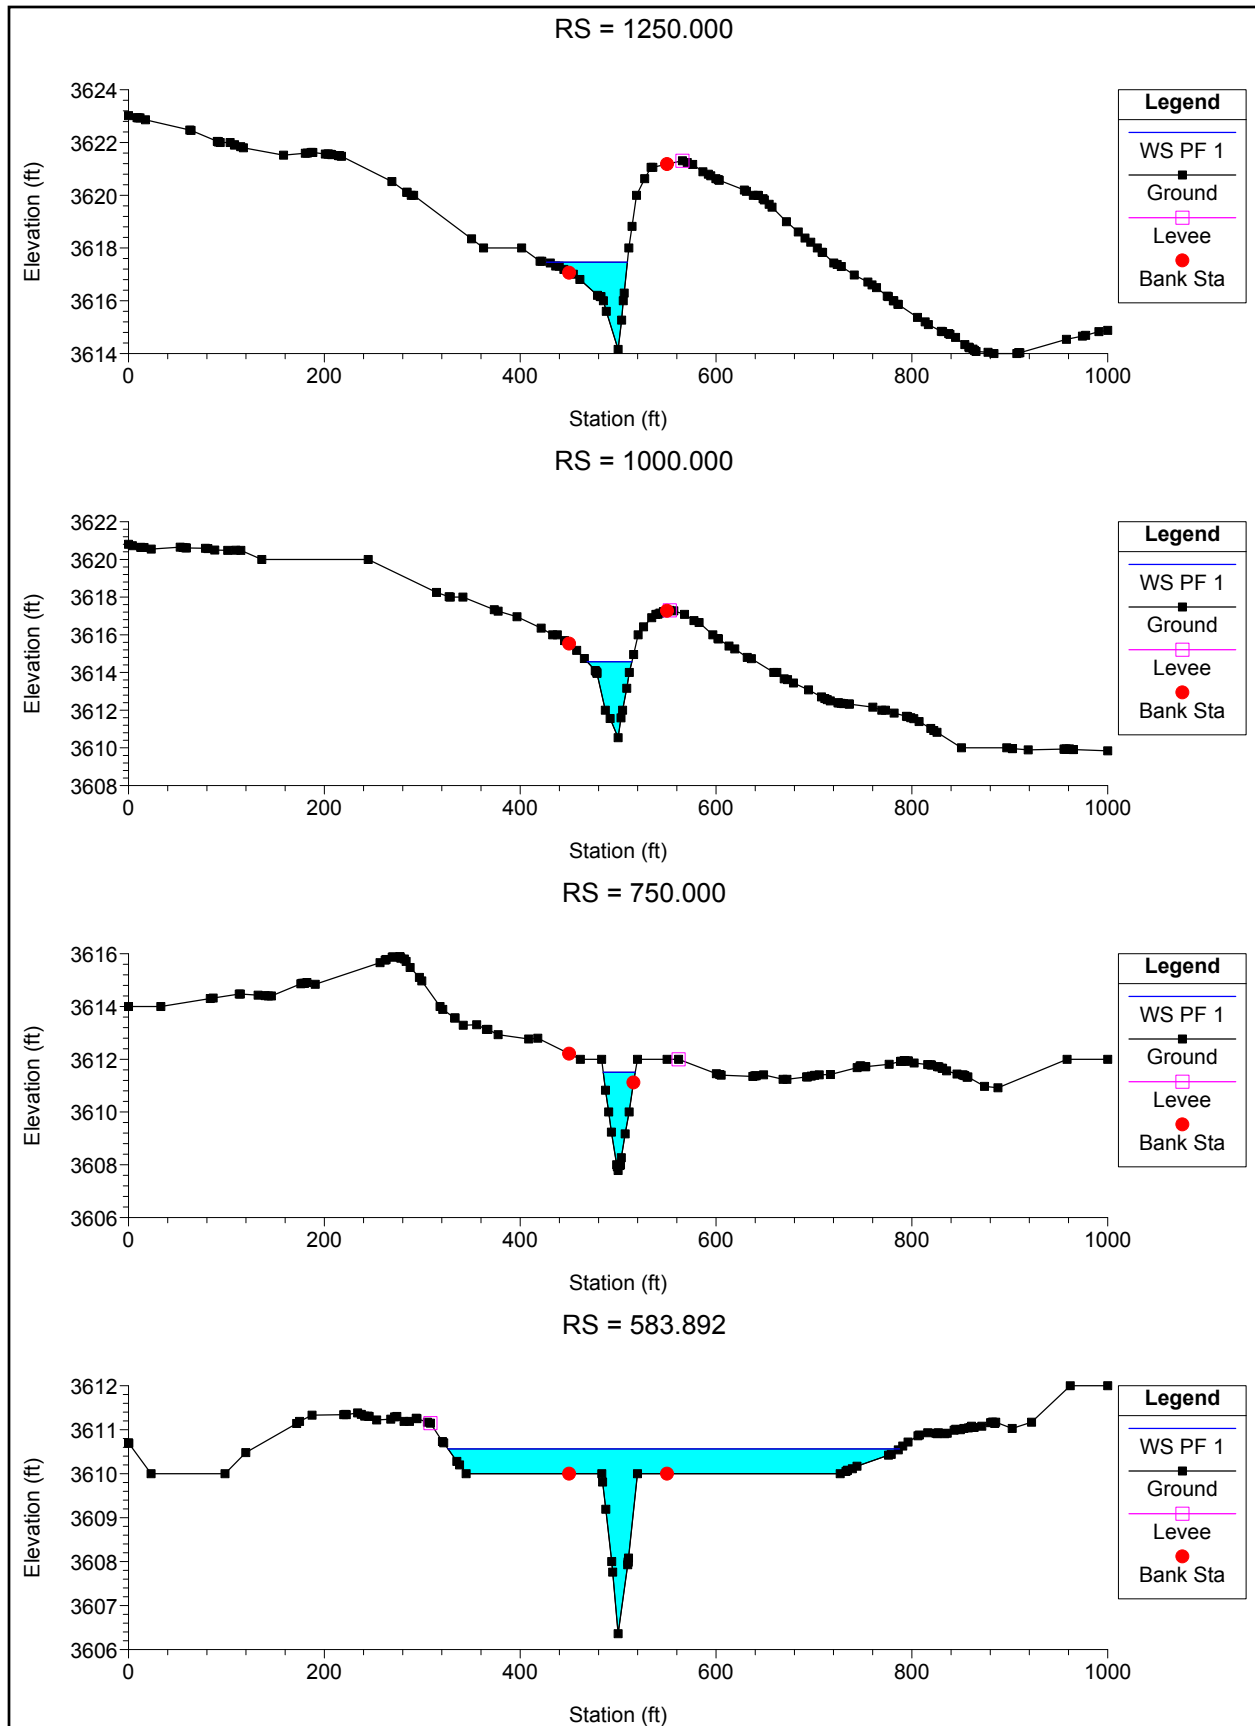 RS = 1250.000
3624
3622
3620
3618
3616
3614
Elevation (ft)
0 200 400 600 800 1000
Station (ft)
Legend
WS PF 1
Ground
Levee
Bank Sta
RS = 1000.000
3622
3620
3618
3616
3614
3612
3610
3608
Elevation (ft)
0 200 400 600 800 1000
Station (ft)
Legend
WS PF 1
Ground
Levee
Bank Sta
RS = 750.000
3616
3614
3612
3610
3608
3606
Elevation (ft)
0 200 400 600 800 1000
Station (ft)
Legend
WS PF 1
Ground
Levee
Bank Sta
RS = 583.892
3612
3611
3610
3609
3608
3607
3606
Elevation (ft)
0 200 400 600 800 1000
Station (ft)
Legend
WS PF 1
Ground
Levee
Bank Sta